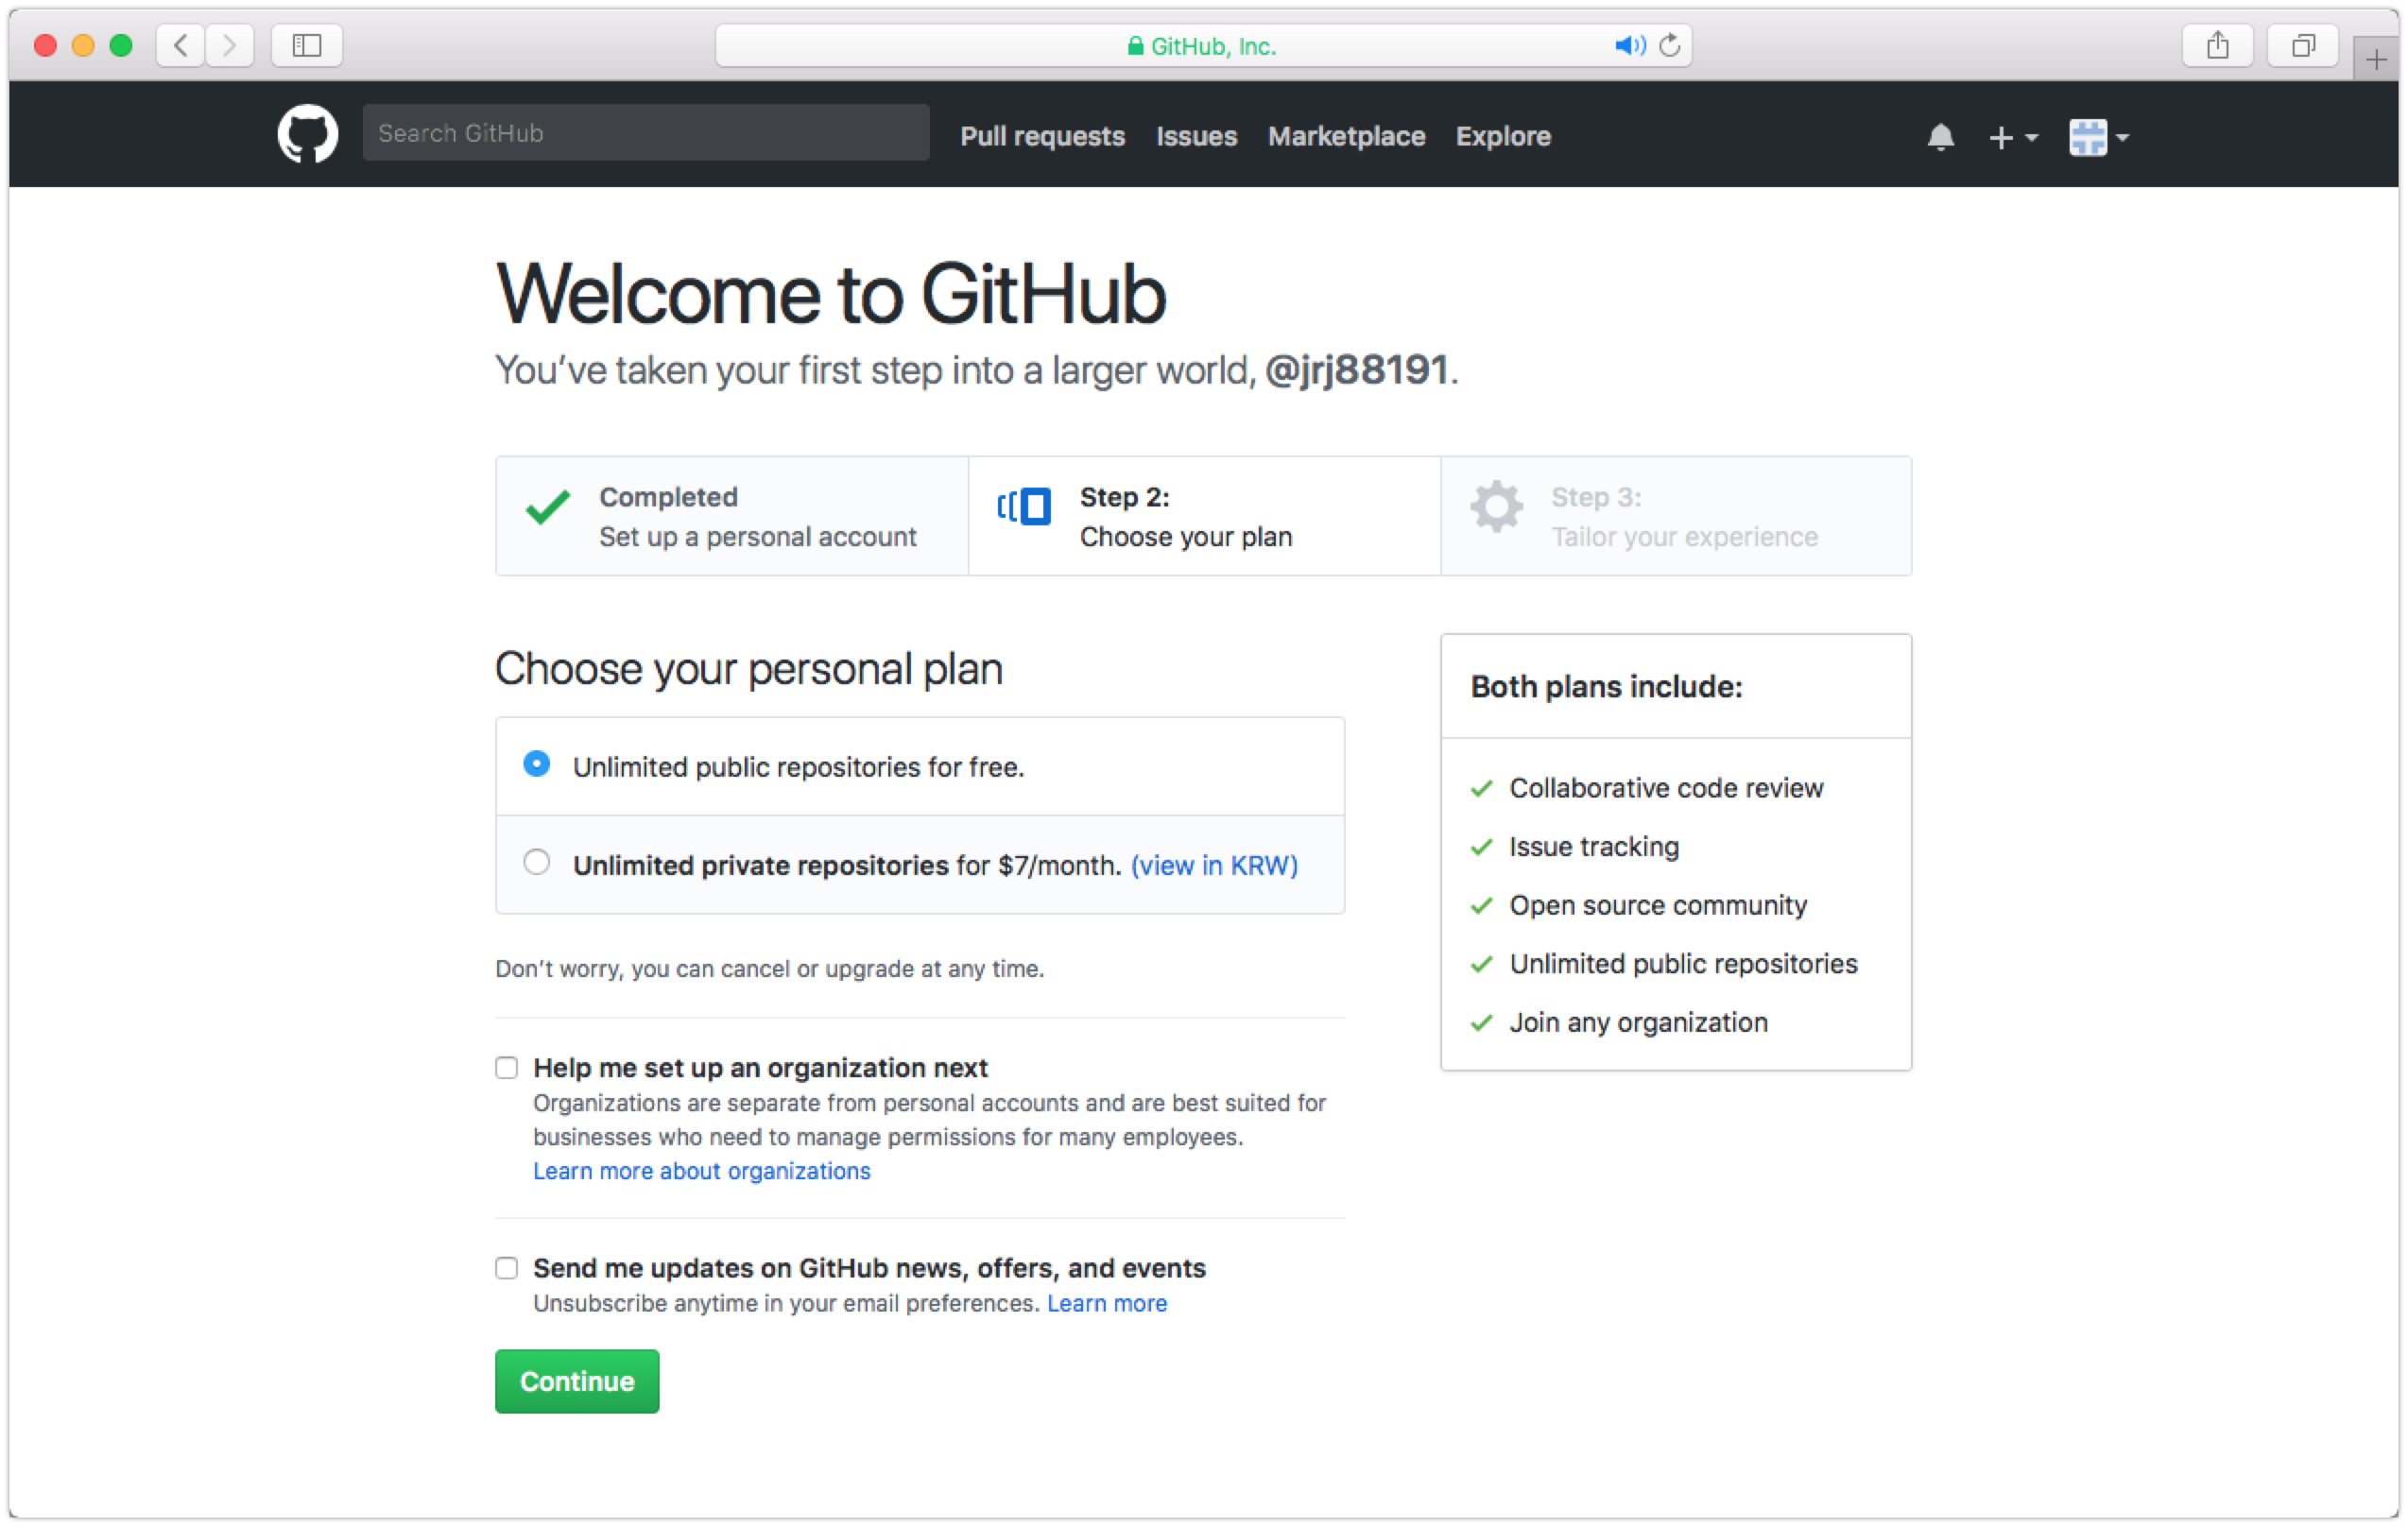 GitHub, Inc.
Search GitHub
Pull requests
Issues
Marketplace
Explore
Welcome to GitHub
You've taken your first step into a larger world, @jrj88191.
Completed
Set up a personal account
Step 2:
Choose your plan
Step 3:
Tailor your experience
Choose your personal plan
Unlimited public repositories for free.
Unlimited private repositories for $7/month. (view in KRW)
Don't worry, you can cancel or upgrade at any time.
Help me set up an organization next
Organizations are separate from personal accounts and are best suited for
businesses who need to manage permissions for many employees.
Learn more about organizations
Send me updates on GitHub news, offers, and events
Unsubscribe anytime in your email preferences. Learn more
Continue
Both plans include:
Collaborative code review
Issue tracking
Open source community
Unlimited public repositories
Join any organization